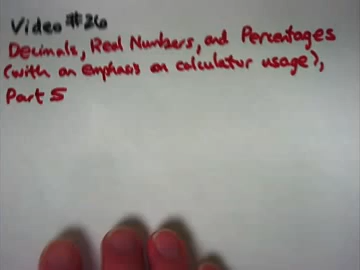 Video #26
Decimals, Real Numbers, and Percentages
(with an emphasis on calculator usage),
Part 5